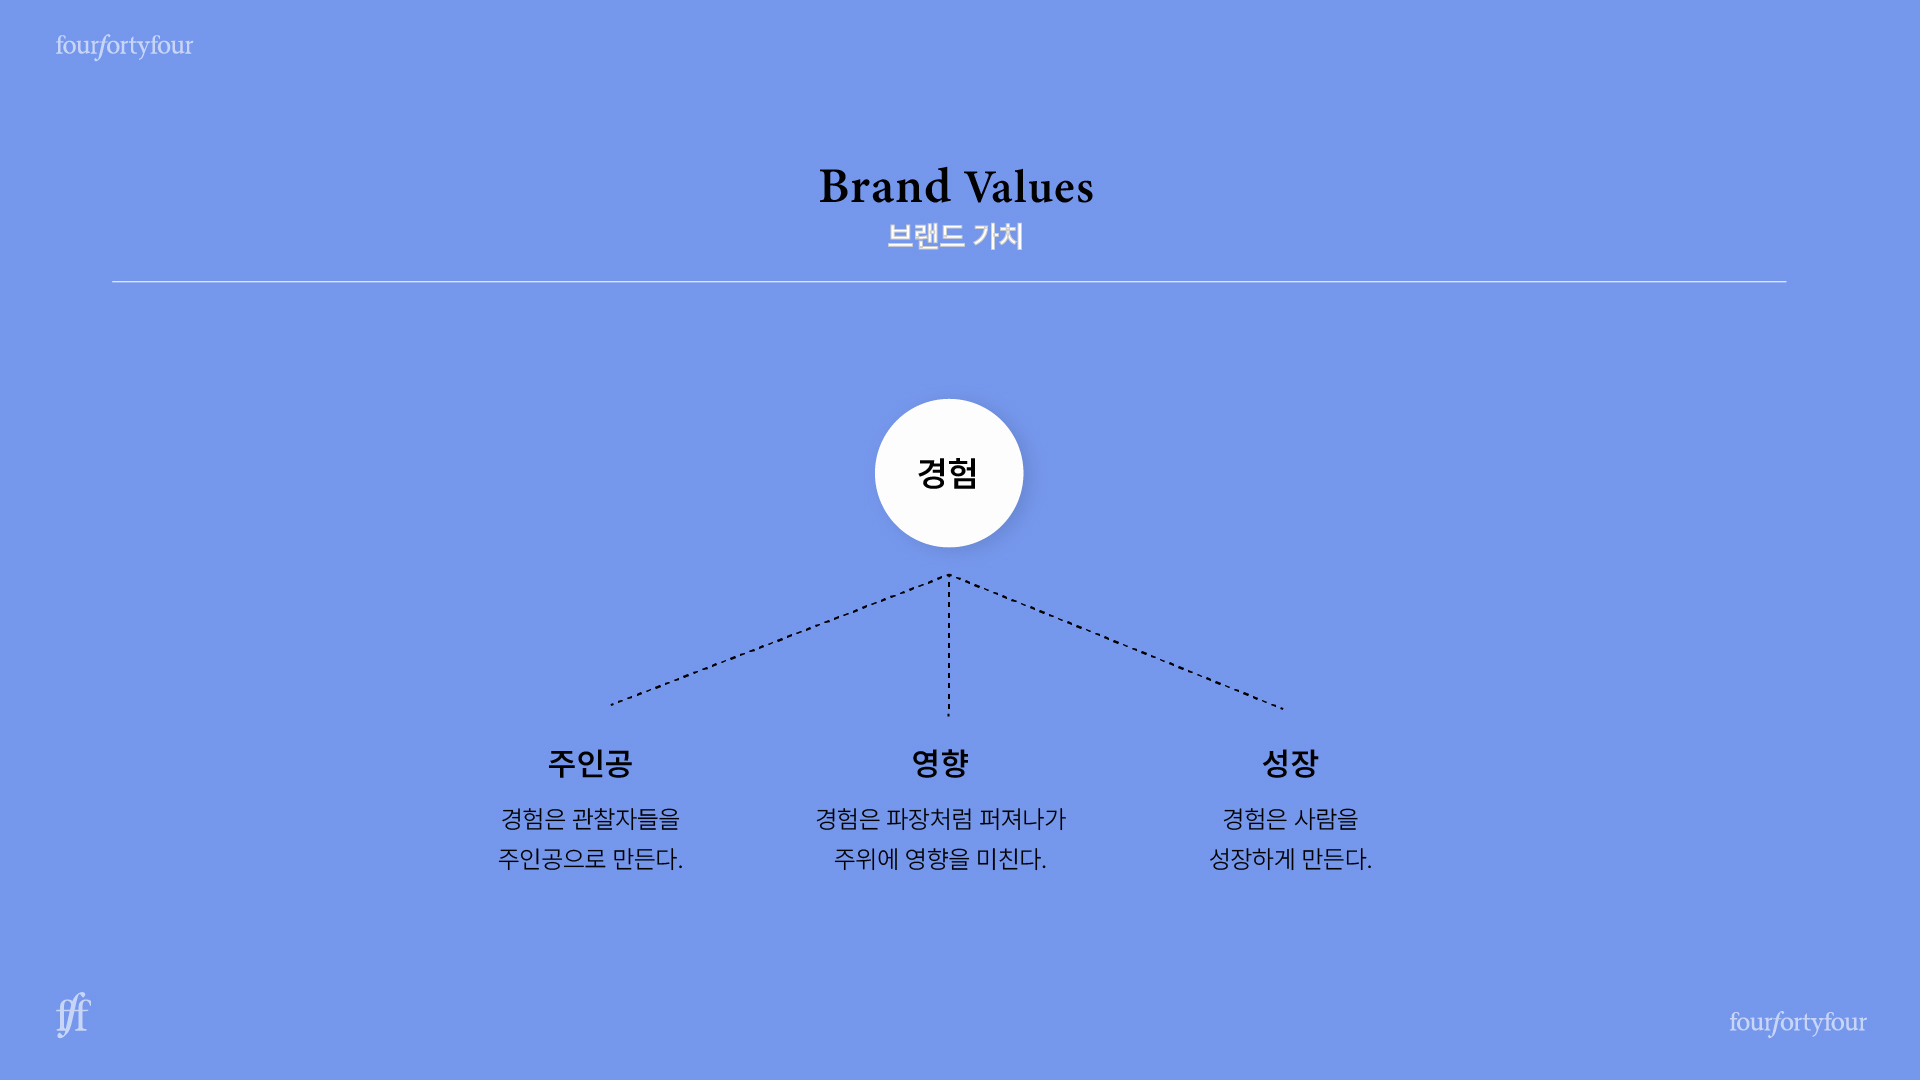 fourfortyfour
Brand Values
브랜드 가치
경험
주인공
경험은 관찰자들을
주인공으로 만든다.
영향
경험은 파장처럼 퍼져나가
주위에 영향을 미친다.
성장
경험은 사람을
성장하게 만든다.
fff
fourfortyfour